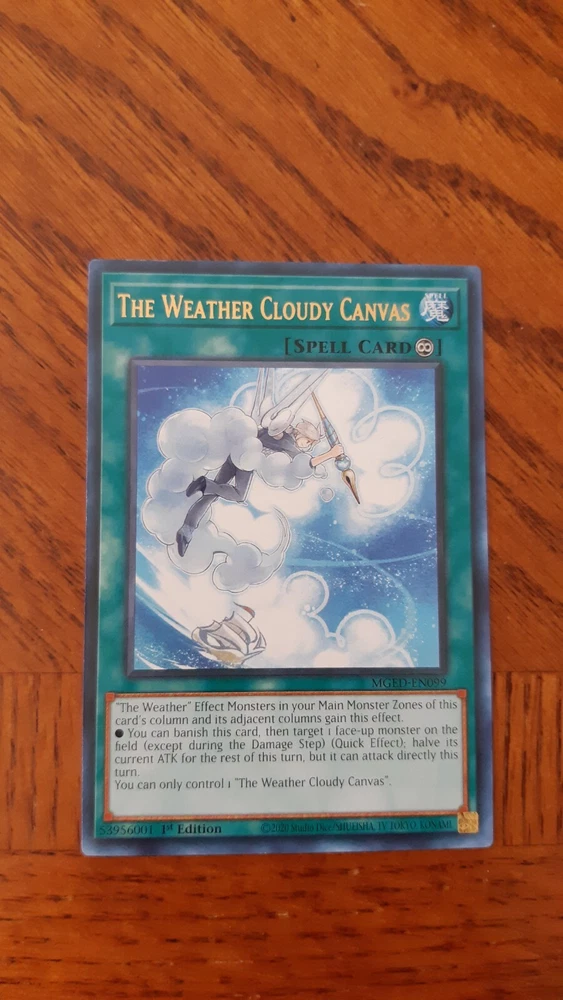 THE WEATHER CLOUDY CANVAS
SPELL
魔
[SPELL CARD ]
MGED-EN099
"The Weather" Effect Monsters in your Main Monster Zones of this
card's column and its adjacent columns gain this effect.
● You can banish this card, then target 1 face-up monster on the
field (except during the Damage Step) (Quick Effect); halve its
current ATK for the rest of this turn, but it can attack directly this
turn.
You can only control 1 "The Weather Cloudy Canvas".
53956001 1st Edition ©2020 Studio Dice/SHUEISHA, TV TOKYO, KONAMI